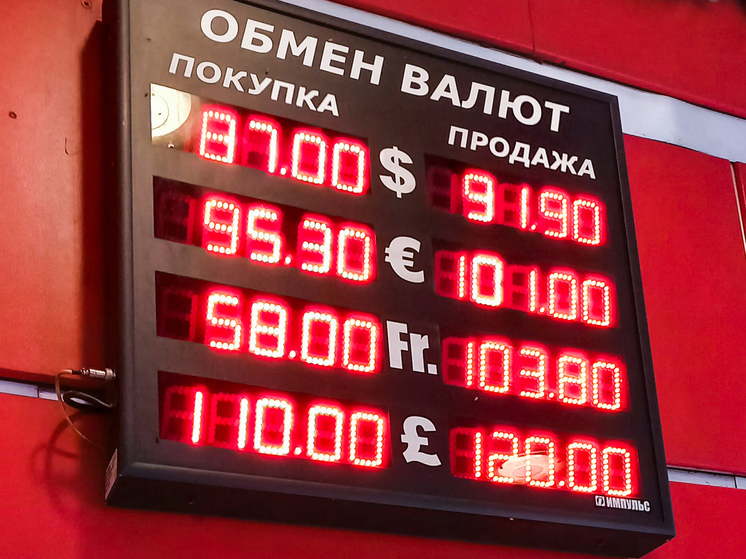 ОБМЕН ВАЛЮТ
ПОКУПКА ПРОДАЖА
87.00 $ 91.90
95.30 € 101.00
58.00 Fr. 103.80
110.00 £ 120.00
ИМПУЛЬС